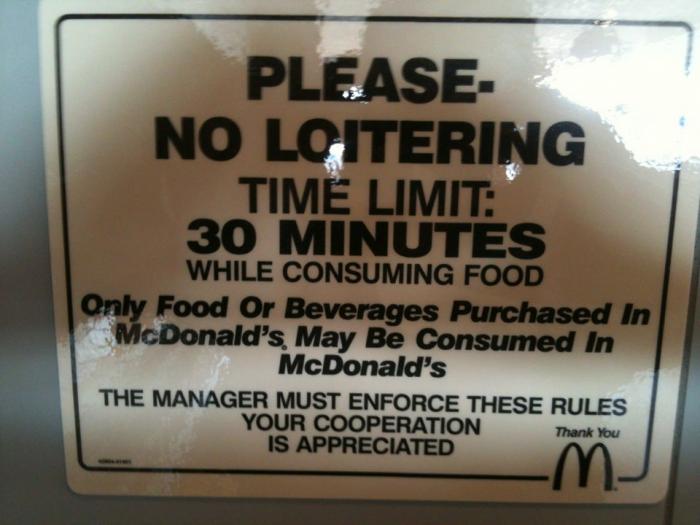 PLEASE-
NO LOITERING
TIME LIMIT:
30 MINUTES
WHILE CONSUMING FOOD
Only Food Or Beverages Purchased In
McDonald's May Be Consumed In
McDonald's
THE MANAGER MUST ENFORCE THESE RULES
YOUR COOPERATION
IS APPRECIATED
Thank You
M